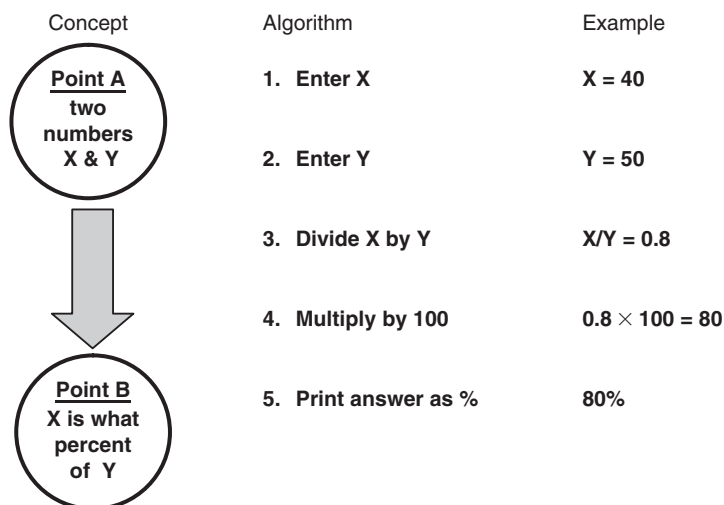 Concept
Point A
two
numbers
X & Y
Point B
X is what
percent
of Y
Algorithm
1. Enter X
2. Enter Y
3. Divide X by Y
4. Multiply by 100
5. Print answer as %
Example
X = 40
Y = 50
X/Y = 0.8
0.8 × 100 = 80
80%